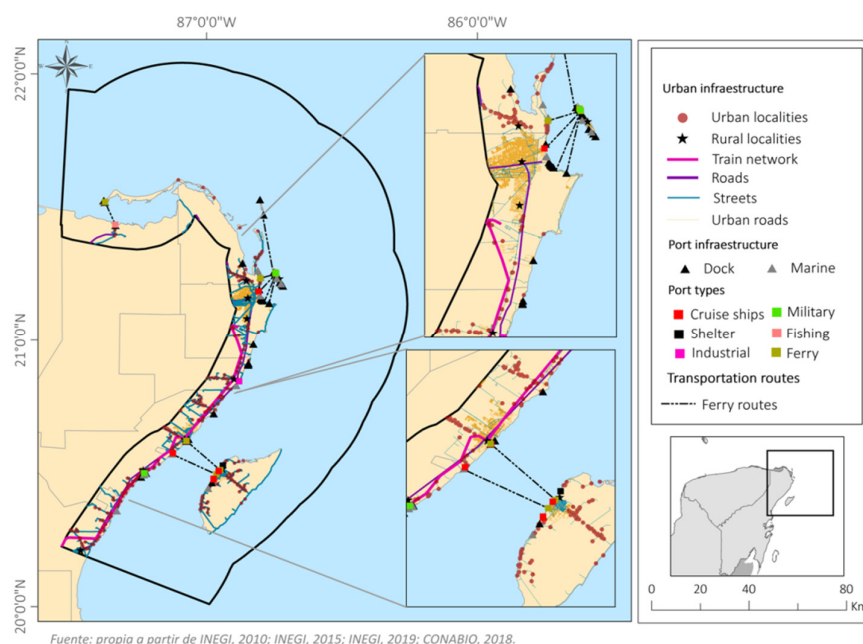 87°0'0"W
86°0'0"W
22°0'0"N
21°0'0"N
20°0'0"N
Urban infraestructure
Urban localities
Rural localities
Train network
Roads
Streets
Urban roads
Port infrastructure
Dock
Marine
Port types
Cruise ships
Military
Shelter
Fishing
Industrial
Ferry
Transportation routes
Ferry routes
0 20 40 60 80
Km
Fuente: propia a partir de INEGI, 2010; INEGI, 2015; INEGI, 2019; CONABIO, 2018.